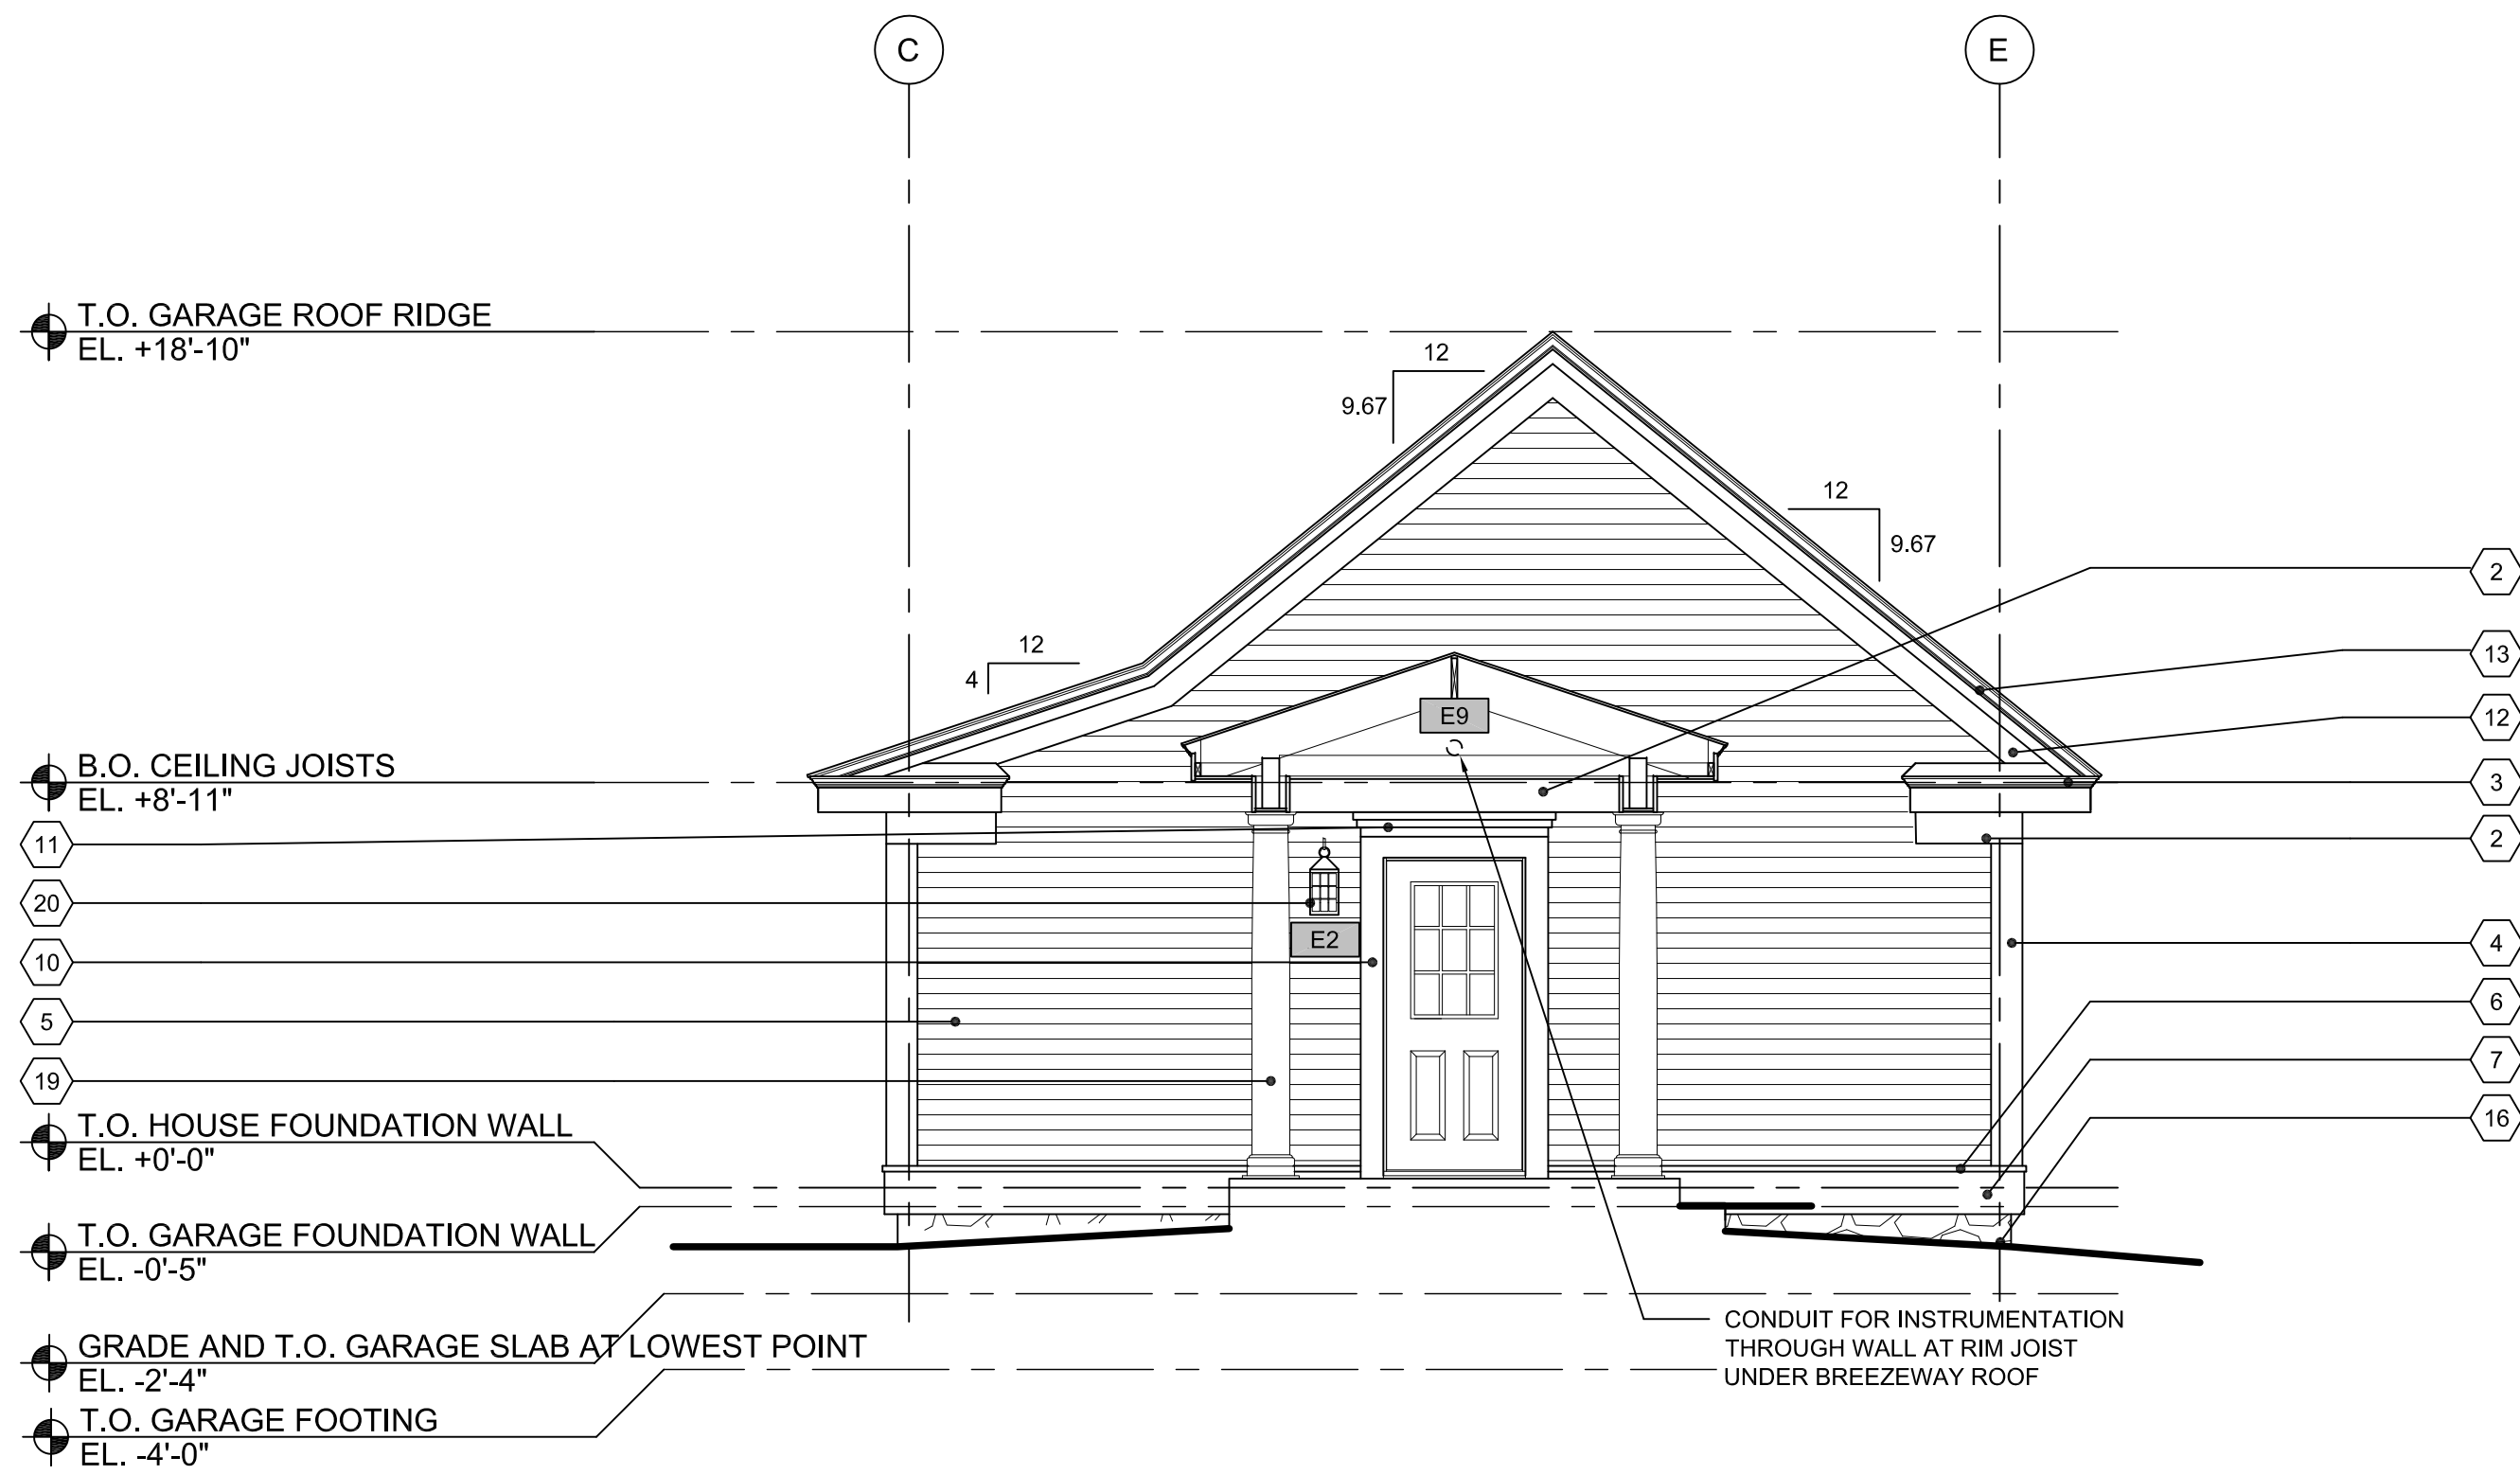 C
E
T.O. GARAGE ROOF RIDGE
EL. +18'-10"
12
9.67
12
9.67
12
4
2
13
12
3
2
4
6
7
16
E9
B.O. CEILING JOISTS
EL. +8'-11"
11
20
E2
10
5
19
T.O. HOUSE FOUNDATION WALL
EL. +0'-0"
T.O. GARAGE FOUNDATION WALL
EL. -0'-5"
GRADE AND T.O. GARAGE SLAB AT LOWEST POINT
EL. -2'-4"
T.O. GARAGE FOOTING
EL. -4'-0"
CONDUIT FOR INSTRUMENTATION
THROUGH WALL AT RIM JOIST
UNDER BREEZEWAY ROOF